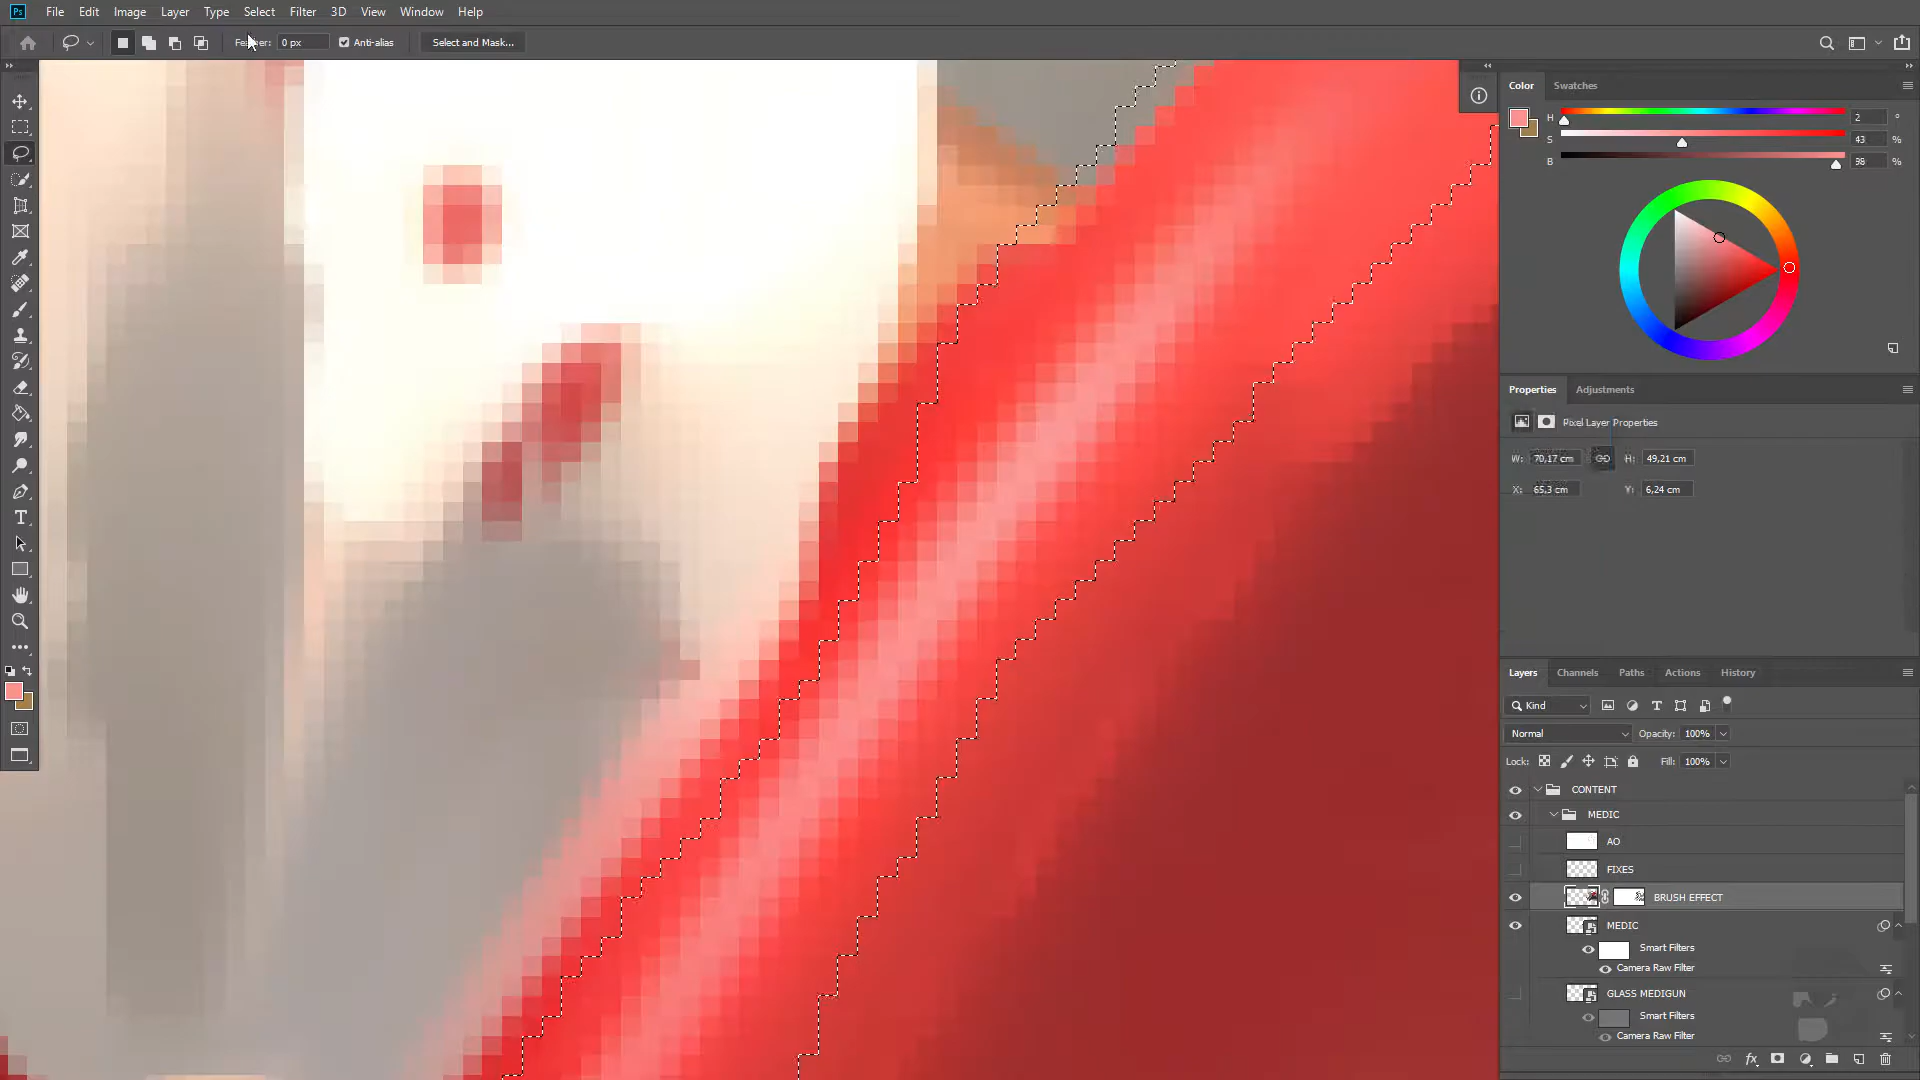 Ps File Edit Image Layer Type Select Filter 3D View Window Help
0 px Anti-alias Select and Mask...
Color Swatches
H 2 °
S 43 %
B 98 %
Properties Adjustments
Pixel Layer Properties
W: 70,17 cm H: 49,21 cm
X: 65,3 cm Y: 6,24 cm
Layers Channels Paths Actions History
Kind
Normal Opacity: 100%
Lock: Fill: 100%
CONTENT
MEDIC
AO
FIXES
BRUSH EFFECT
MEDIC
Smart Filters
Camera Raw Filter
GLASS MEDIGUN
Smart Filters
Camera Raw Filter